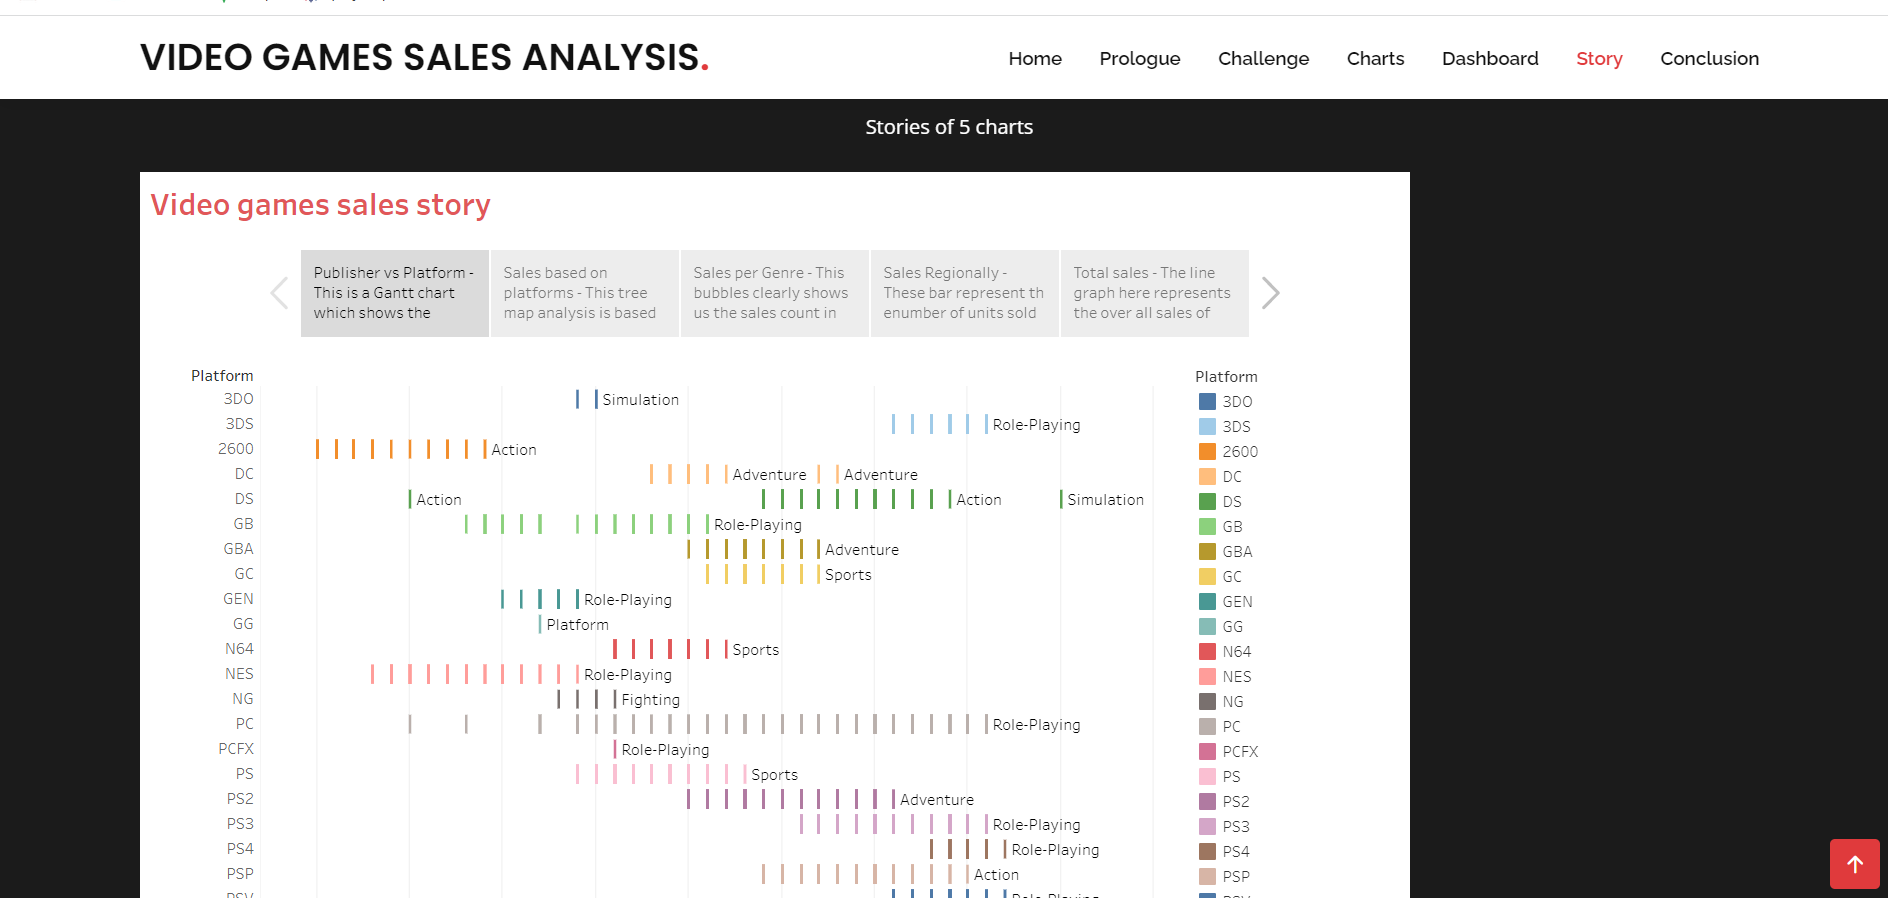 VIDEO GAMES SALES ANALYSIS.
Home Prologue Challenge Charts Dashboard Story Conclusion
Stories of 5 charts
Video games sales story
Publisher vs Platform -
This is a Gantt chart
which shows the
Sales based on
platforms - This tree
map analysis is based
Sales per Genre - This
bubbles clearly shows
us the sales count in
Sales Regionally -
These bar represent th
enumber of units sold
Total sales - The line
graph here represents
the over all sales of
Platform
3DO Simulation
3DS Role-Playing
2600 Action
DC Adventure Adventure
DS Action Action Simulation
GB Role-Playing
GBA Adventure
GC Sports
GEN Role-Playing
GG Platform
N64 Sports
NES Role-Playing
NG Fighting
PC Role-Playing
PCFX Role-Playing
PS Sports
PS2 Adventure
PS3 Role-Playing
PS4 Role-Playing
PSP Action
PSV Role-Playing
Platform
3DO
3DS
2600
DC
DS
GB
GBA
GC
GEN
GG
N64
NES
NG
PC
PCFX
PS
PS2
PS3
PS4
PSP
PSV